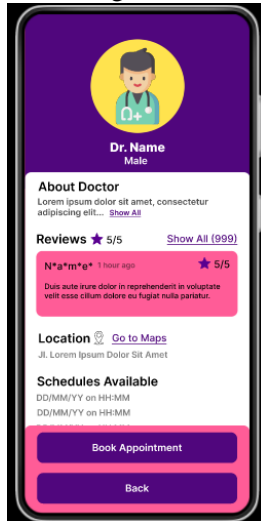 Dr. Name
Male
About Doctor
Lorem ipsum dolor sit amet, consectetur
adipiscing elit... Show All
Reviews 5/5 Show All (999)
N*a*m*e* 1 hour ago 5/5
Duis aute irure dolor in reprehenderit in voluptate
velit esse cillum dolore eu fugiat nulla pariatur.
Location Go to Maps
Jl. Lorem Ipsum Dolor Sit Amet
Schedules Available
DD/MM/YY on HH:MM
DD/MM/YY on HH:MM
Book Appointment
Back